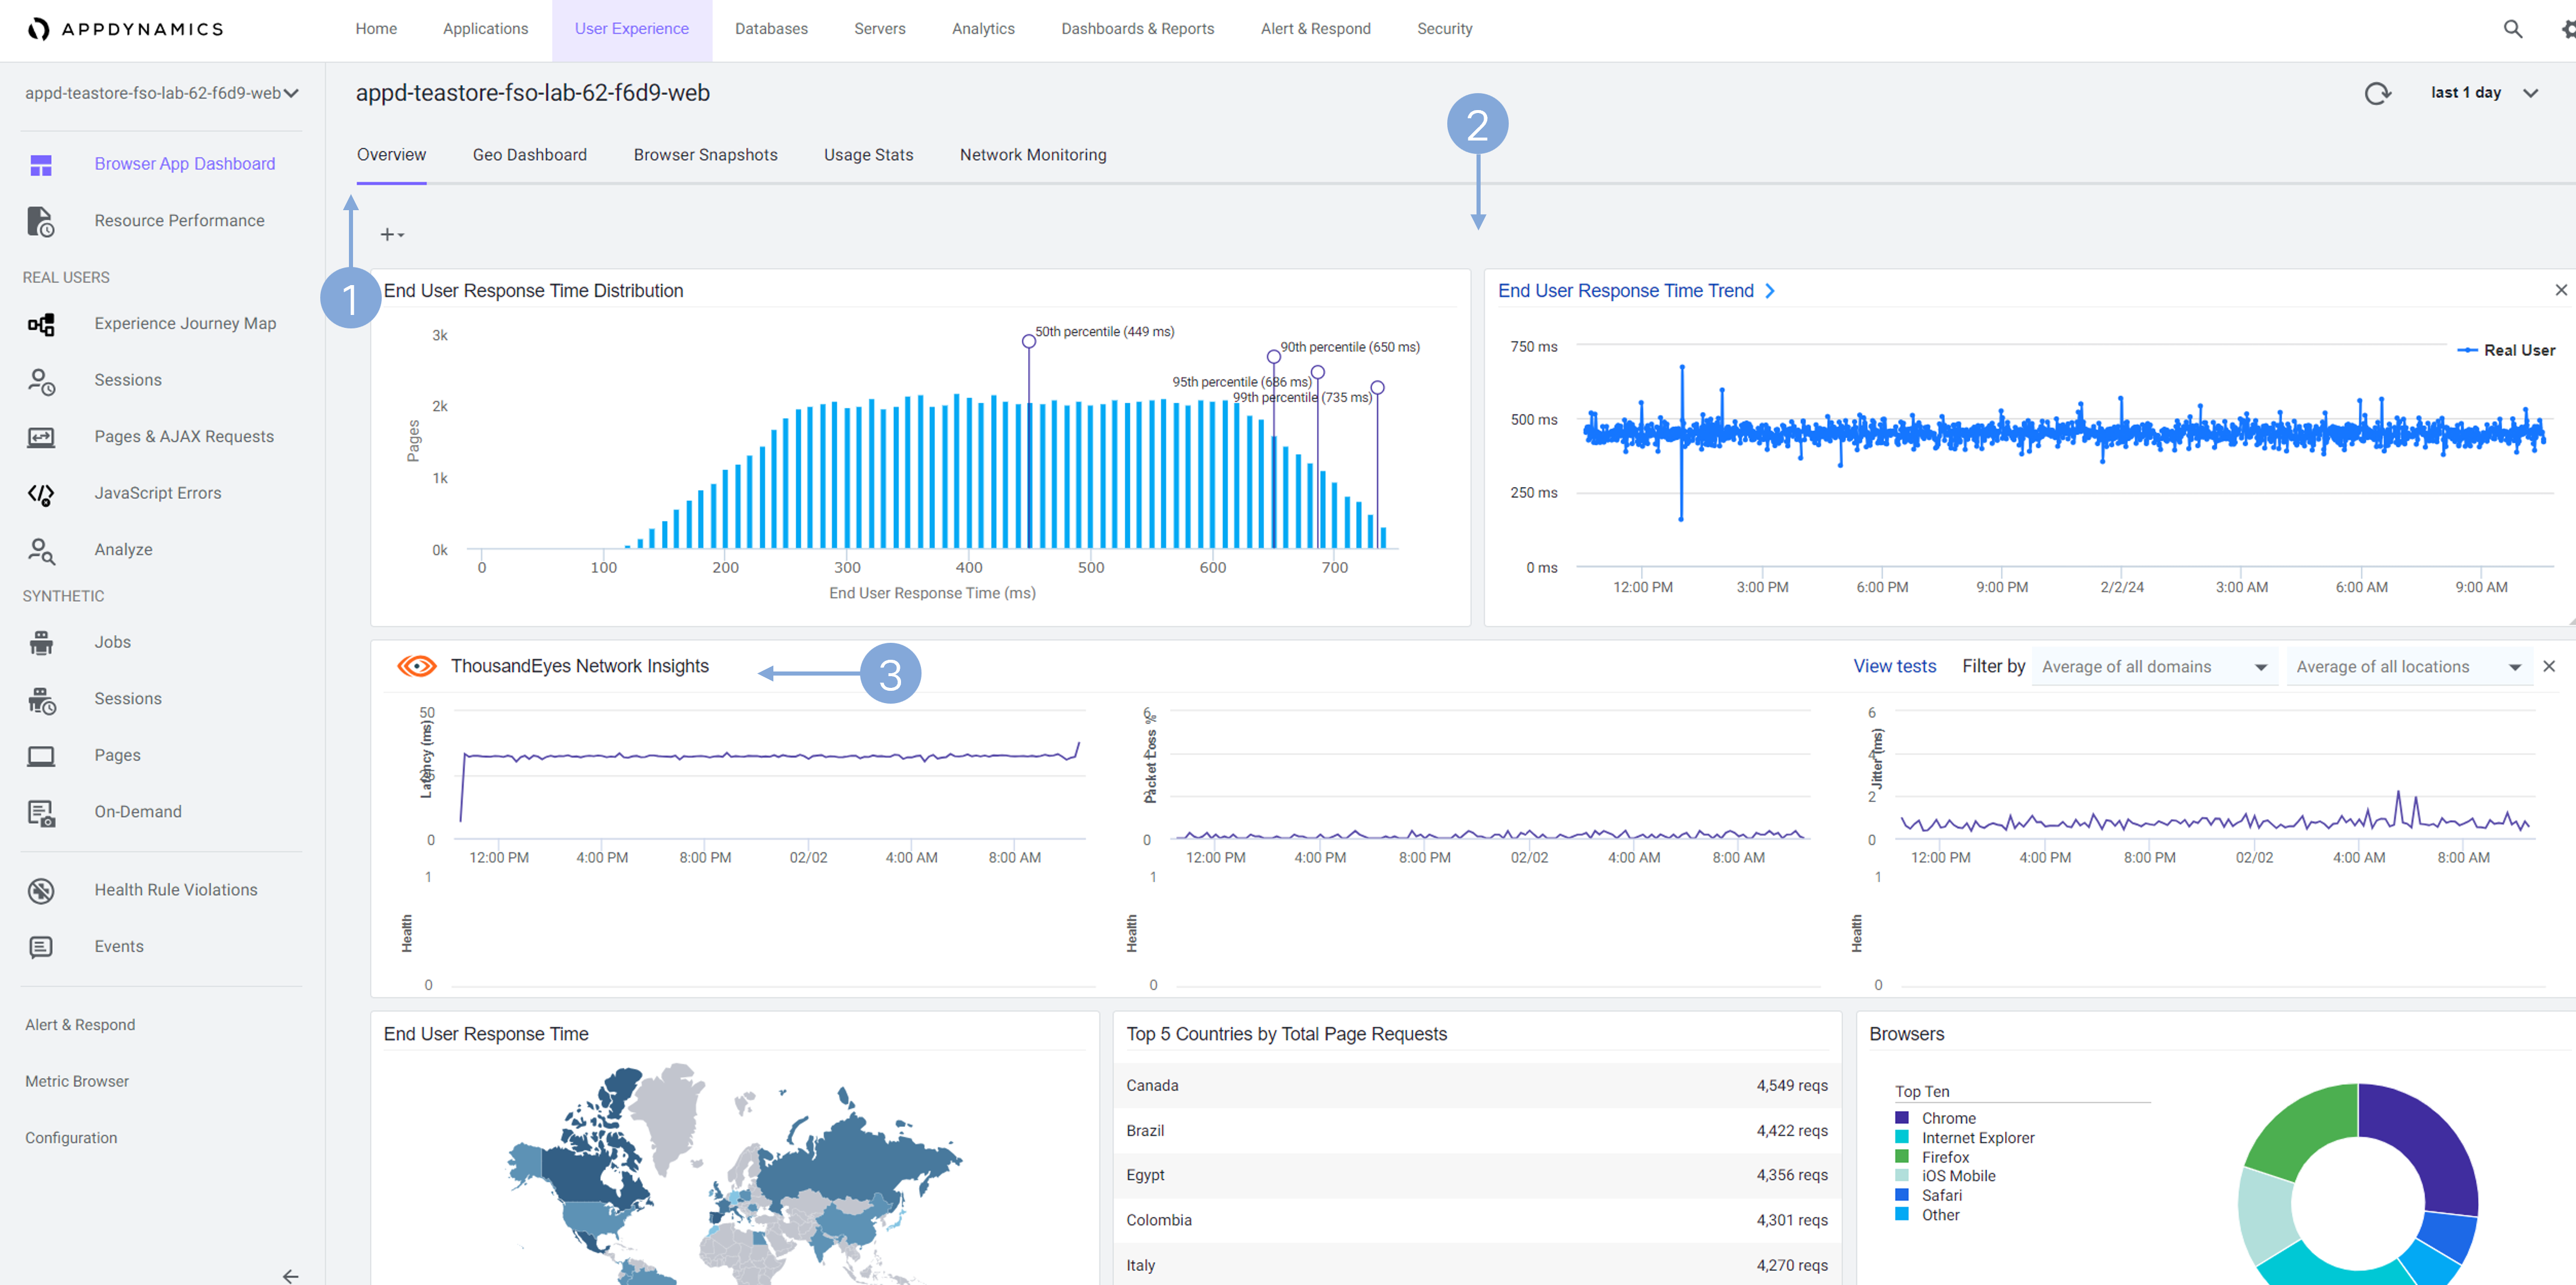 APPDYNAMICS
Home Applications User Experience Databases Servers Analytics Dashboards & Reports Alert & Respond Security
appd-teastore-fso-lab-62-f6d9-web
Browser App Dashboard
Resource Performance
REAL USERS
Experience Journey Map
Sessions
Pages & AJAX Requests
JavaScript Errors
Analyze
SYNTHETIC
Jobs
Sessions
Pages
On-Demand
Health Rule Violations
Events
Alert & Respond
Metric Browser
Configuration
appd-teastore-fso-lab-62-f6d9-web
last 1 day
Overview Geo Dashboard Browser Snapshots Usage Stats Network Monitoring
2
1
End User Response Time Distribution
50th percentile (449 ms)
90th percentile (650 ms)
95th percentile (686 ms)
99th percentile (735 ms)
Pages
3k
2k
1k
0k
0 100 200 300 400 500 600 700
End User Response Time (ms)
End User Response Time Trend
Real User
750 ms
500 ms
250 ms
0 ms
12:00 PM 3:00 PM 6:00 PM 9:00 PM 2/2/24 3:00 AM 6:00 AM 9:00 AM
ThousandEyes Network Insights
3
View tests Filter by Average of all domains Average of all locations
Latency (ms)
50
25
0
12:00 PM 4:00 PM 8:00 PM 02/02 4:00 AM 8:00 AM
Health
1
0
Packet Loss %
6
4
2
0
12:00 PM 4:00 PM 8:00 PM 02/02 4:00 AM 8:00 AM
Health
1
0
Jitter (ms)
6
4
2
0
12:00 PM 4:00 PM 8:00 PM 02/02 4:00 AM 8:00 AM
Health
1
0
End User Response Time
Top 5 Countries by Total Page Requests
Canada 4,549 reqs
Brazil 4,422 reqs
Egypt 4,356 reqs
Colombia 4,301 reqs
Italy 4,270 reqs
Browsers
Top Ten
Chrome
Internet Explorer
Firefox
iOS Mobile
Safari
Other